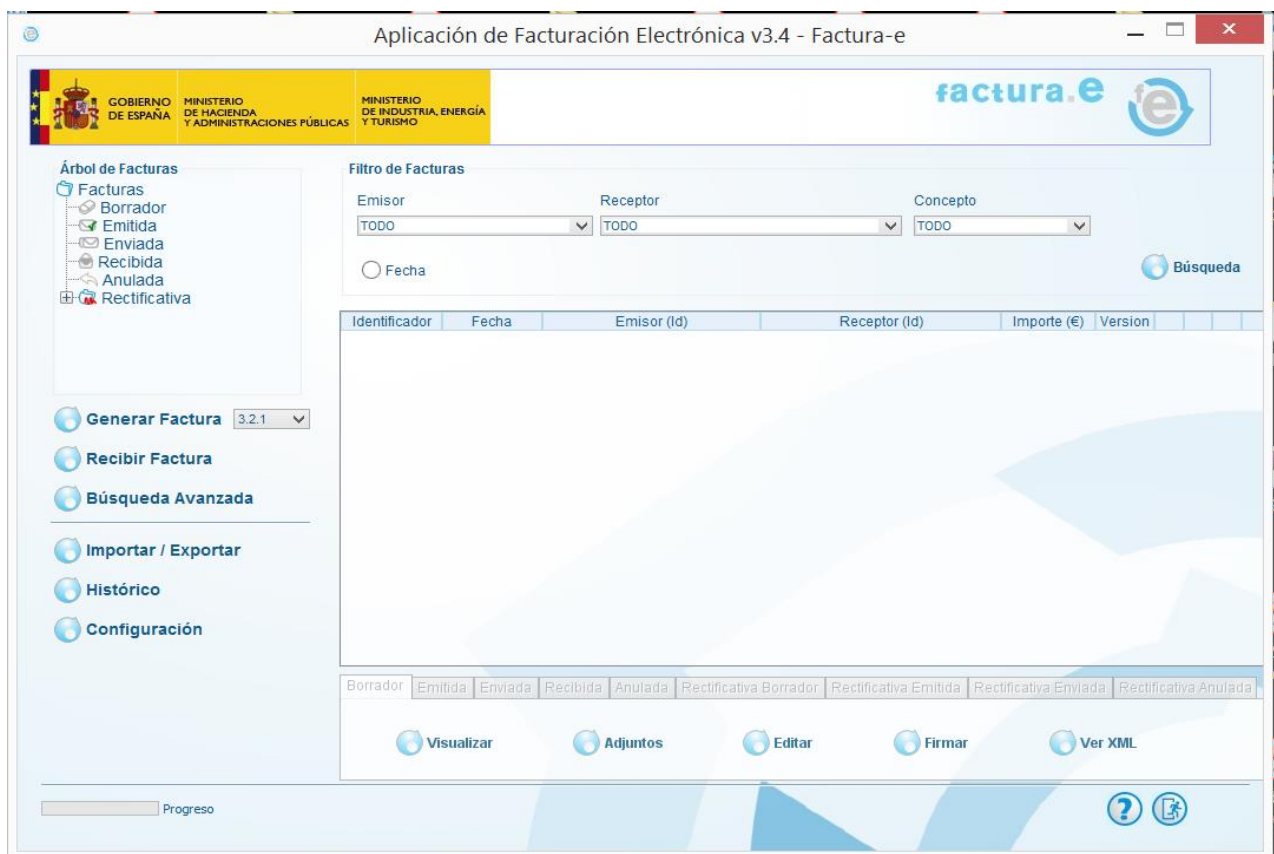 Aplicación de Facturación Electrónica v3.4 - Factura-e
GOBIERNO
DE ESPAÑA
MINISTERIO
DE HACIENDA
Y ADMINISTRACIONES PÚBLICAS
MINISTERIO
DE INDUSTRIA, ENERGÍA
Y TURISMO
factura.e
fe
Árbol de Facturas
Facturas
Borrador
Emitida
Enviada
Recibida
Anulada
Rectificativa
Filtro de Facturas
Emisor Receptor Concepto
TODO TODO TODO
Fecha
Búsqueda
Identificador Fecha Emisor (Id) Receptor (Id) Importe (€) Version
Generar Factura 3.2.1
Recibir Factura
Búsqueda Avanzada
Importar / Exportar
Histórico
Configuración
Borrador Emitida Enviada Recibida Anulada Rectificativa Borrador Rectificativa Emitida Rectificativa Enviada Rectificativa Anulada
Visualizar Adjuntos Editar Firmar Ver XML
Progreso
?